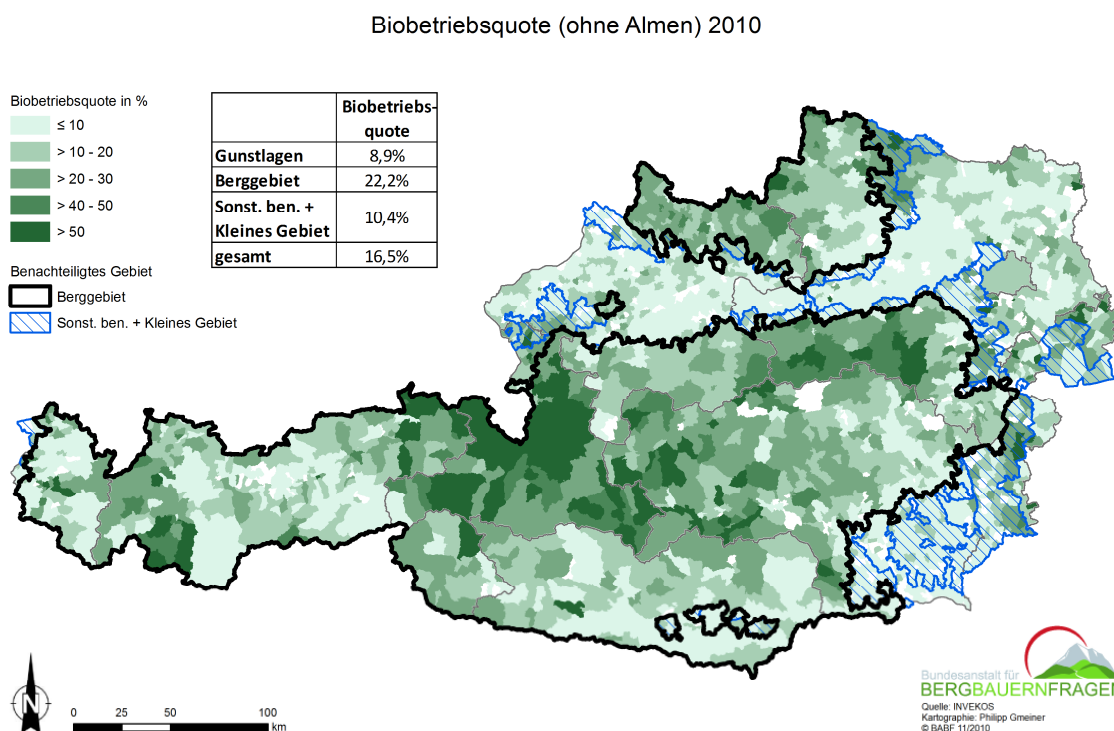 Biobetriebsquote (ohne Almen) 2010
Biobetriebsquote in %
≤ 10
> 10 - 20
> 20 - 30
> 40 - 50
> 50
Benachteiligtes Gebiet
Berggebiet
Sonst. ben. + Kleines Gebiet
Biobetriebs-
quote
Gunstlagen 8,9%
Berggebiet 22,2%
Sonst. ben. +
Kleines Gebiet 10,4%
gesamt 16,5%
N
0 25 50 100
km
Bundesanstalt für
BERGBAUERNFRAGEN
Quelle: INVEKOS
Kartographie: Philipp Gmeiner
© BABF 11/2010